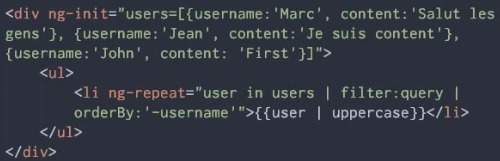 <div ng-init="users=[{username:'Marc', content:'Salut les
gens'}, {username:'Jean', content:'Je suis content'},
{username:'John', content: 'First'}]">
<ul>
<li ng-repeat="user in users | filter:query |
orderBy:'-username'">{{user | uppercase}}</li>
</ul>
</div>